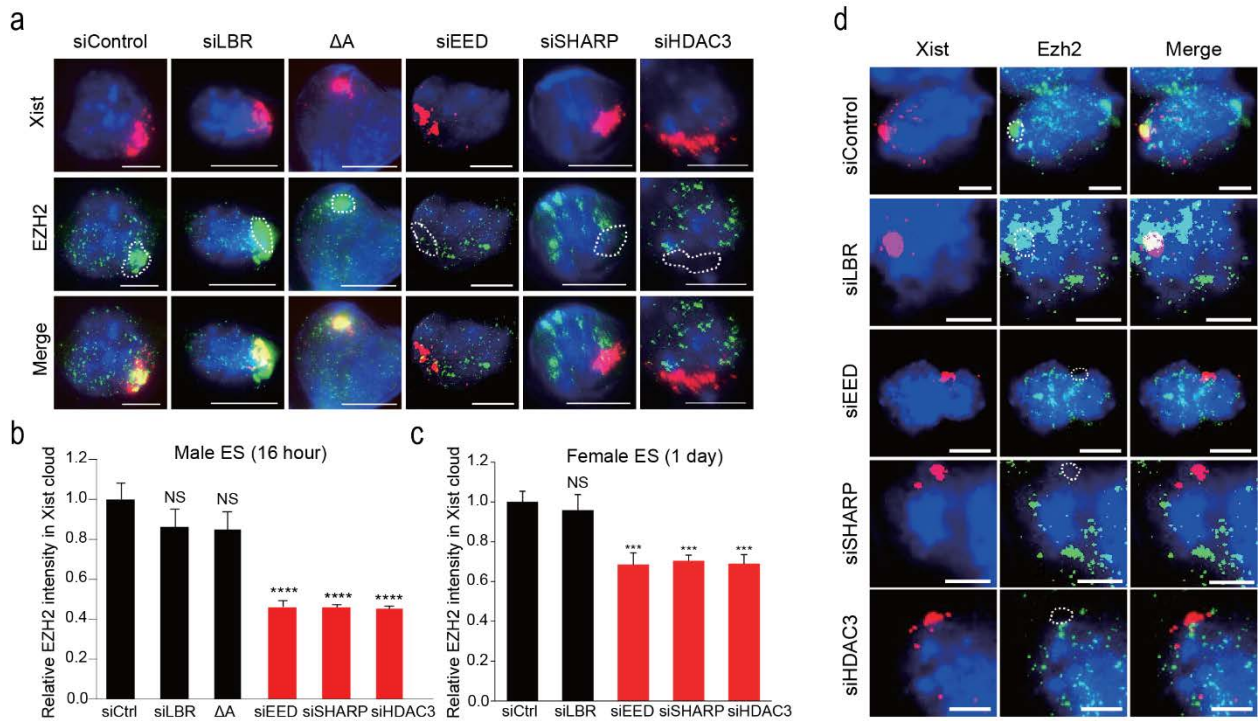 a
siControl siLBR ΔA siEED siSHARP siHDAC3
Xist
EZH2
Merge
b
Male ES (16 hour)
Relative EZH2 intensity in Xist cloud
1.2
1.0
0.8
0.6
0.4
0.2
0.0
NS NS
**** **** ****
siCtrl siLBR ΔA siEED siSHARP siHDAC3
c
Female ES (1 day)
Relative EZH2 intensity in Xist cloud
1.2
1.0
0.8
0.6
0.4
0.2
0.0
NS
*** *** ***
siCtrl siLBR siEED siSHARP siHDAC3
d
Xist Ezh2 Merge
siControl
siLBR
siEED
siSHARP
siHDAC3